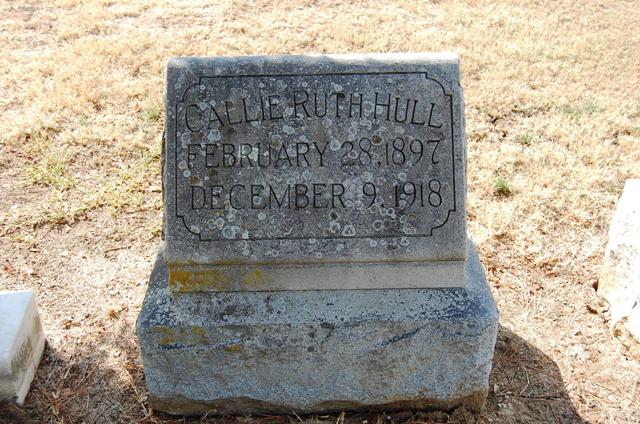 CALLIE RUTH HULL
FEBRUARY 28, 1897
DECEMBER 9, 1918